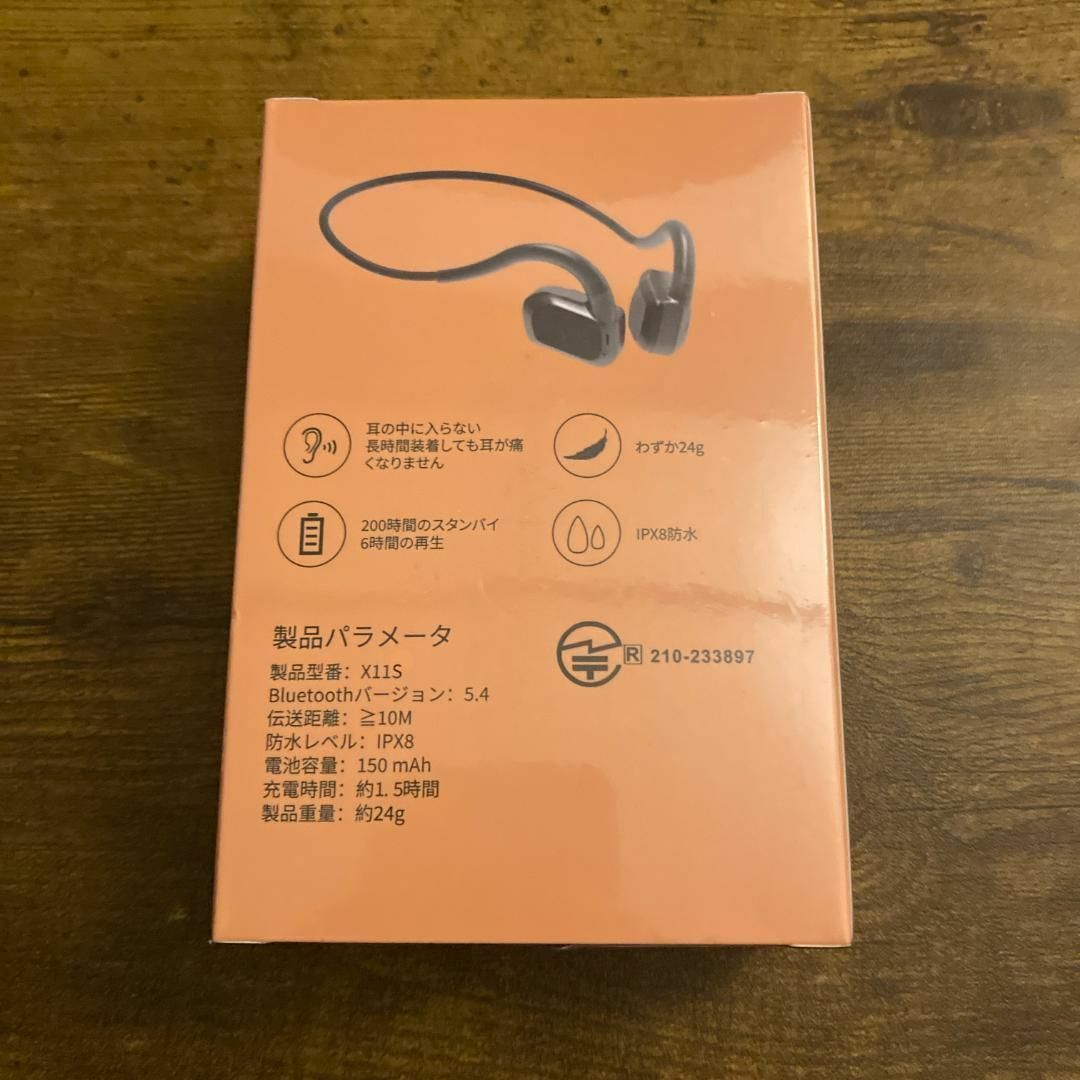 耳の中に入らない
長時間装着しても耳が痛
くなりません
わずか24g
200時間のスタンバイ
6時間の再生
IPX8防水
製品パラメータ
製品型番：X11S
Bluetoothバージョン：5.4
伝送距離：≧10M
防水レベル：IPX8
電池容量：150 mAh
充電時間：約1. 5時間
製品重量：約24g
R 210-233897